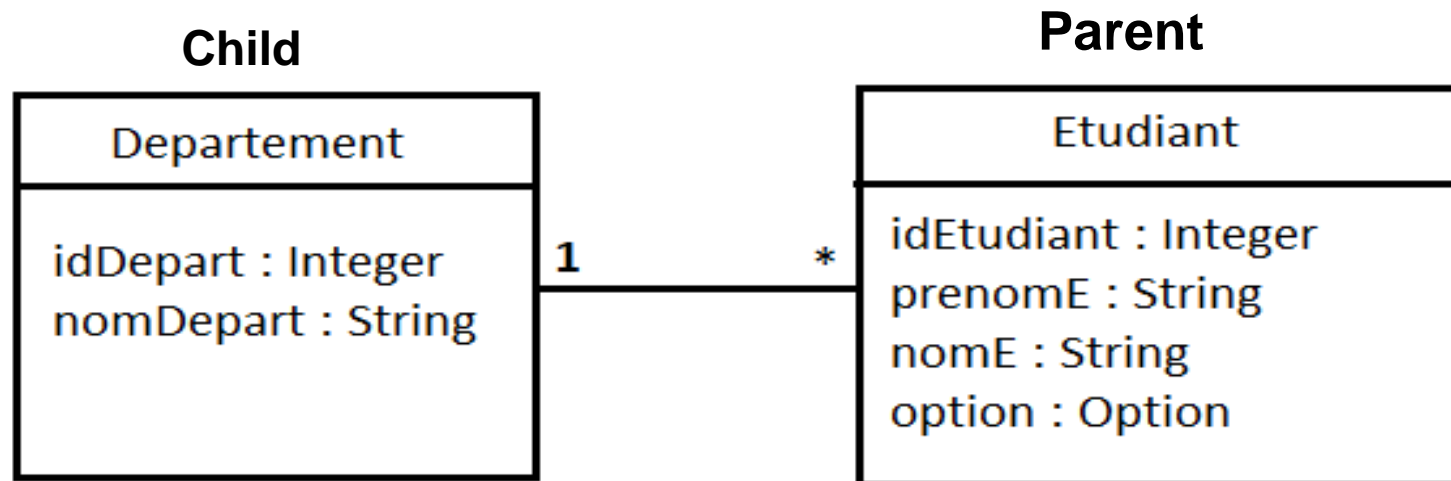 Child
Departement
idDepart : Integer
nomDepart : String
1
*
Parent
Etudiant
idEtudiant : Integer
prenomE : String
nomE : String
option : Option